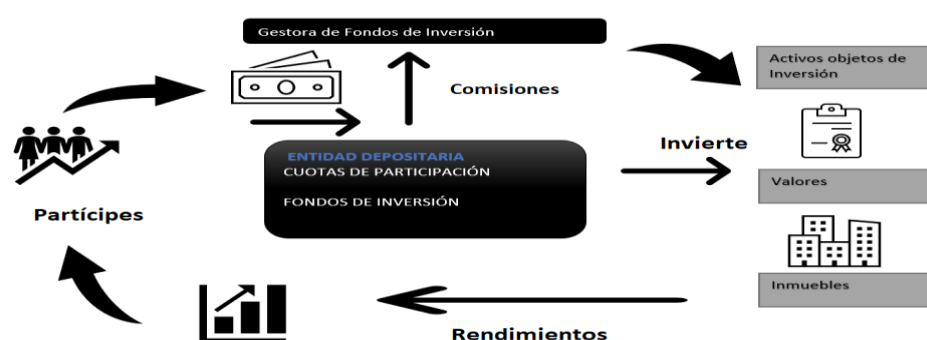 Gestora de Fondos de Inversión
Activos objetos de
Inversión
Comisiones
Invierte
ENTIDAD DEPOSITARIA
CUOTAS DE PARTICIPACIÓN
FONDOS DE INVERSIÓN
Valores
Partícipes
Inmuebles
Rendimientos